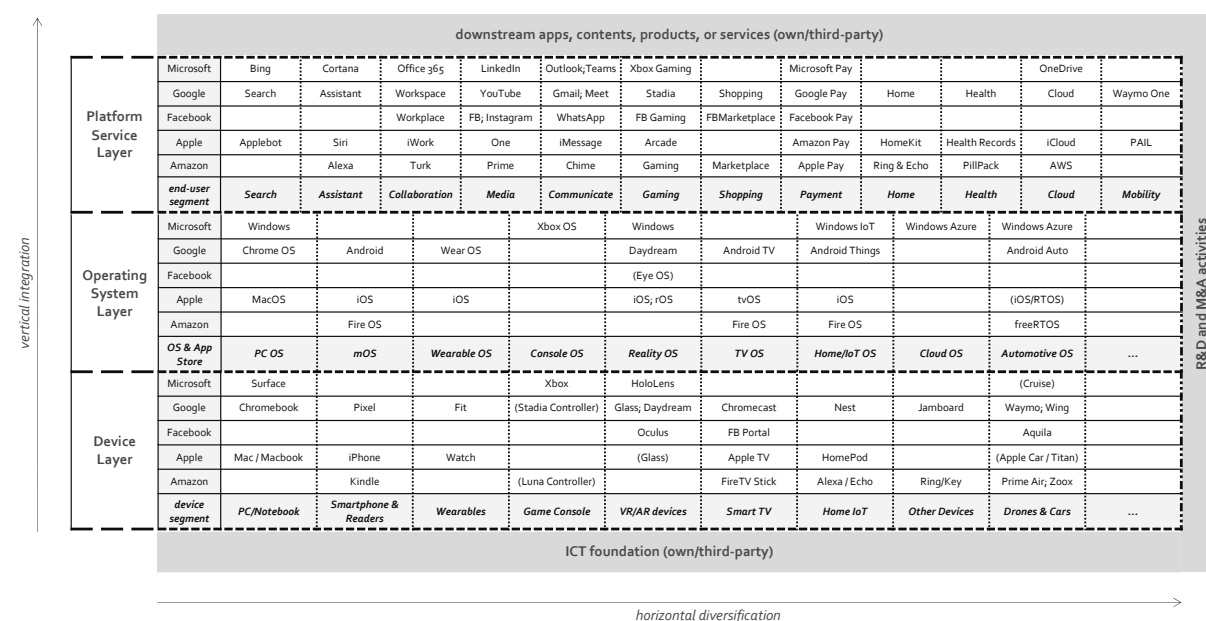 downstream apps, contents, products, or services (own/third-party)
Microsoft Bing Cortana Office 365 LinkedIn Outlook;Teams Xbox Gaming Microsoft Pay OneDrive
Google Search Assistant Workspace YouTube Gmail; Meet Stadia Shopping Google Pay Home Health Cloud Waymo One
Platform
Service
Layer
Facebook Workplace FB; Instagram WhatsApp FB Gaming FBMarketplace Facebook Pay
Apple Applebot Siri iWork One iMessage Arcade Amazon Pay HomeKit Health Records iCloud PAIL
Amazon Alexa Turk Prime Chime Gaming Marketplace Apple Pay Ring & Echo PillPack AWS
end-user
segment
Search Assistant Collaboration Media Communicate Gaming Shopping Payment Home Health Cloud Mobility
Microsoft Windows Xbox OS Windows Windows IoT Windows Azure Windows Azure
Google Chrome OS Android Wear OS Daydream Android TV Android Things Android Auto
Operating
System
Layer
Facebook (Eye OS)
Apple MacOS iOS iOS iOS; rOS tvOS iOS (iOS/RTOS)
Amazon Fire OS Fire OS Fire OS freeRTOS
OS & App
Store
PC OS mOS Wearable OS Console OS Reality OS TV OS Home/IoT OS Cloud OS Automotive OS ...
Microsoft Surface Xbox HoloLens (Cruise)
Google Chromebook Pixel Fit (Stadia Controller) Glass; Daydream Chromecast Nest Jamboard Waymo; Wing
Device
Layer
Facebook Oculus FB Portal Aquila
Apple Mac / Macbook iPhone Watch (Glass) Apple TV HomePod (Apple Car / Titan)
Amazon Kindle (Luna Controller) FireTV Stick Alexa / Echo Ring/Key Prime Air; Zoox
device
segment
PC/Notebook
Smartphone &
Readers
Wearables Game Console VR/AR devices Smart TV Home IoT Other Devices Drones & Cars ...
ICT foundation (own/third-party)
vertical integration
R&D and M&A activities
horizontal diversification